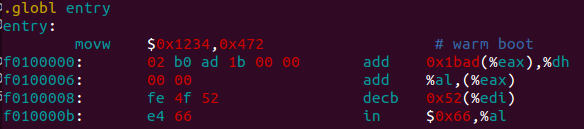 .globl entry
entry:
movw $0x1234,0x472 # warm boot
f0100000: 02 b0 ad 1b 00 00 add 0x1bad(%eax),%dh
f0100006: 00 00 add %al,(%eax)
f0100008: fe 4f 52 decb 0x52(%edi)
f010000b: e4 66 in $0x66,%al